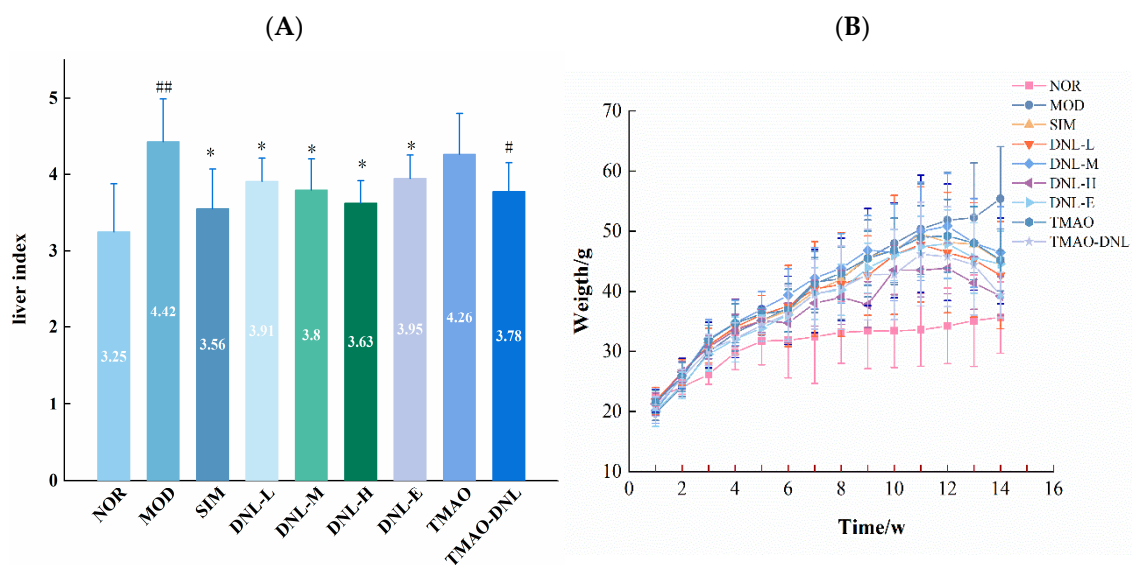 (A)
(B)
liver index
5
4
3
2
1
0
##
*
*
*
*
*
#
3.25
4.42
3.56
3.91
3.8
3.63
3.95
4.26
3.78
NOR
MOD
SIM
DNL-L
DNL-M
DNL-H
DNL-E
TMAO
TMAO-DNL
Weigth/g
70
60
50
40
30
20
10
0
2
4
6
8
10
12
14
16
Time/w
NOR
MOD
SIM
DNL-L
DNL-M
DNL-H
DNL-E
TMAO
TMAO-DNL